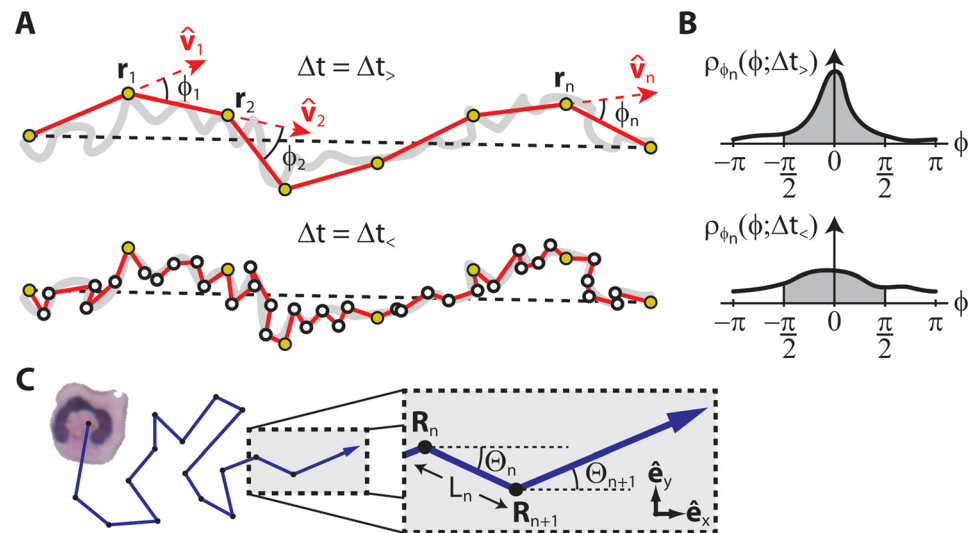 A
B
v̂₁
r₁
Δt = Δt>
ϕ₁
r₂
v̂₂
ϕ₂
rₙ
v̂ₙ
ϕₙ
ρϕₙ(ϕ;Δt>)
ϕ
−π −π/2 0 π/2 π
Δt = Δt<
ρϕₙ(ϕ;Δt<)
ϕ
−π −π/2 0 π/2 π
C
Rₙ
Θₙ
Lₙ
Rₙ₊₁
Θₙ₊₁
êy
êx